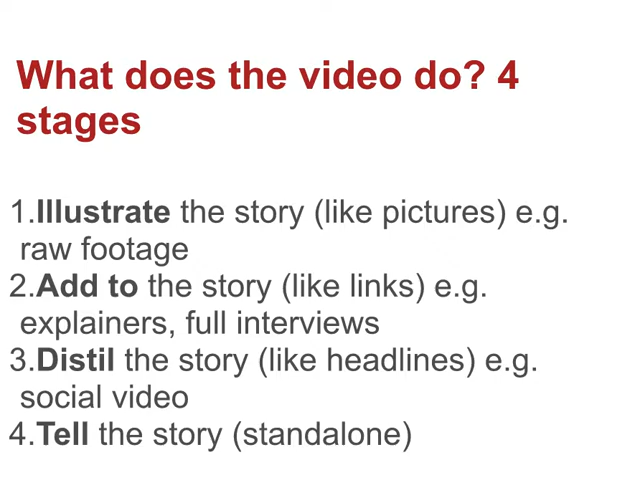 What does the video do? 4
stages
1.Illustrate the story (like pictures) e.g.
raw footage
2.Add to the story (like links) e.g.
explainers, full interviews
3.Distil the story (like headlines) e.g.
social video
4.Tell the story (standalone)